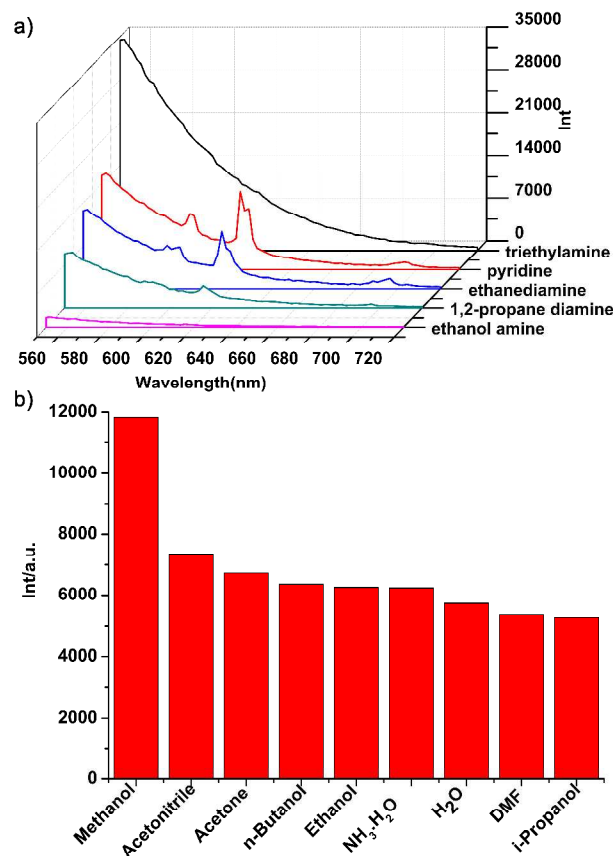 a)
35000
28000
21000
14000
7000
0
Int
triethylamine
pyridine
ethanediamine
1,2-propane diamine
ethanol amine
560 580 600 620 640 660 680 700 720
Wavelength(nm)
b)
12000
10000
8000
6000
4000
2000
0
Int/a.u.
Methanol
Acetonitrile
Acetone
n-Butanol
Ethanol
NH₃.H₂O
H₂O
DMF
i-Propanol